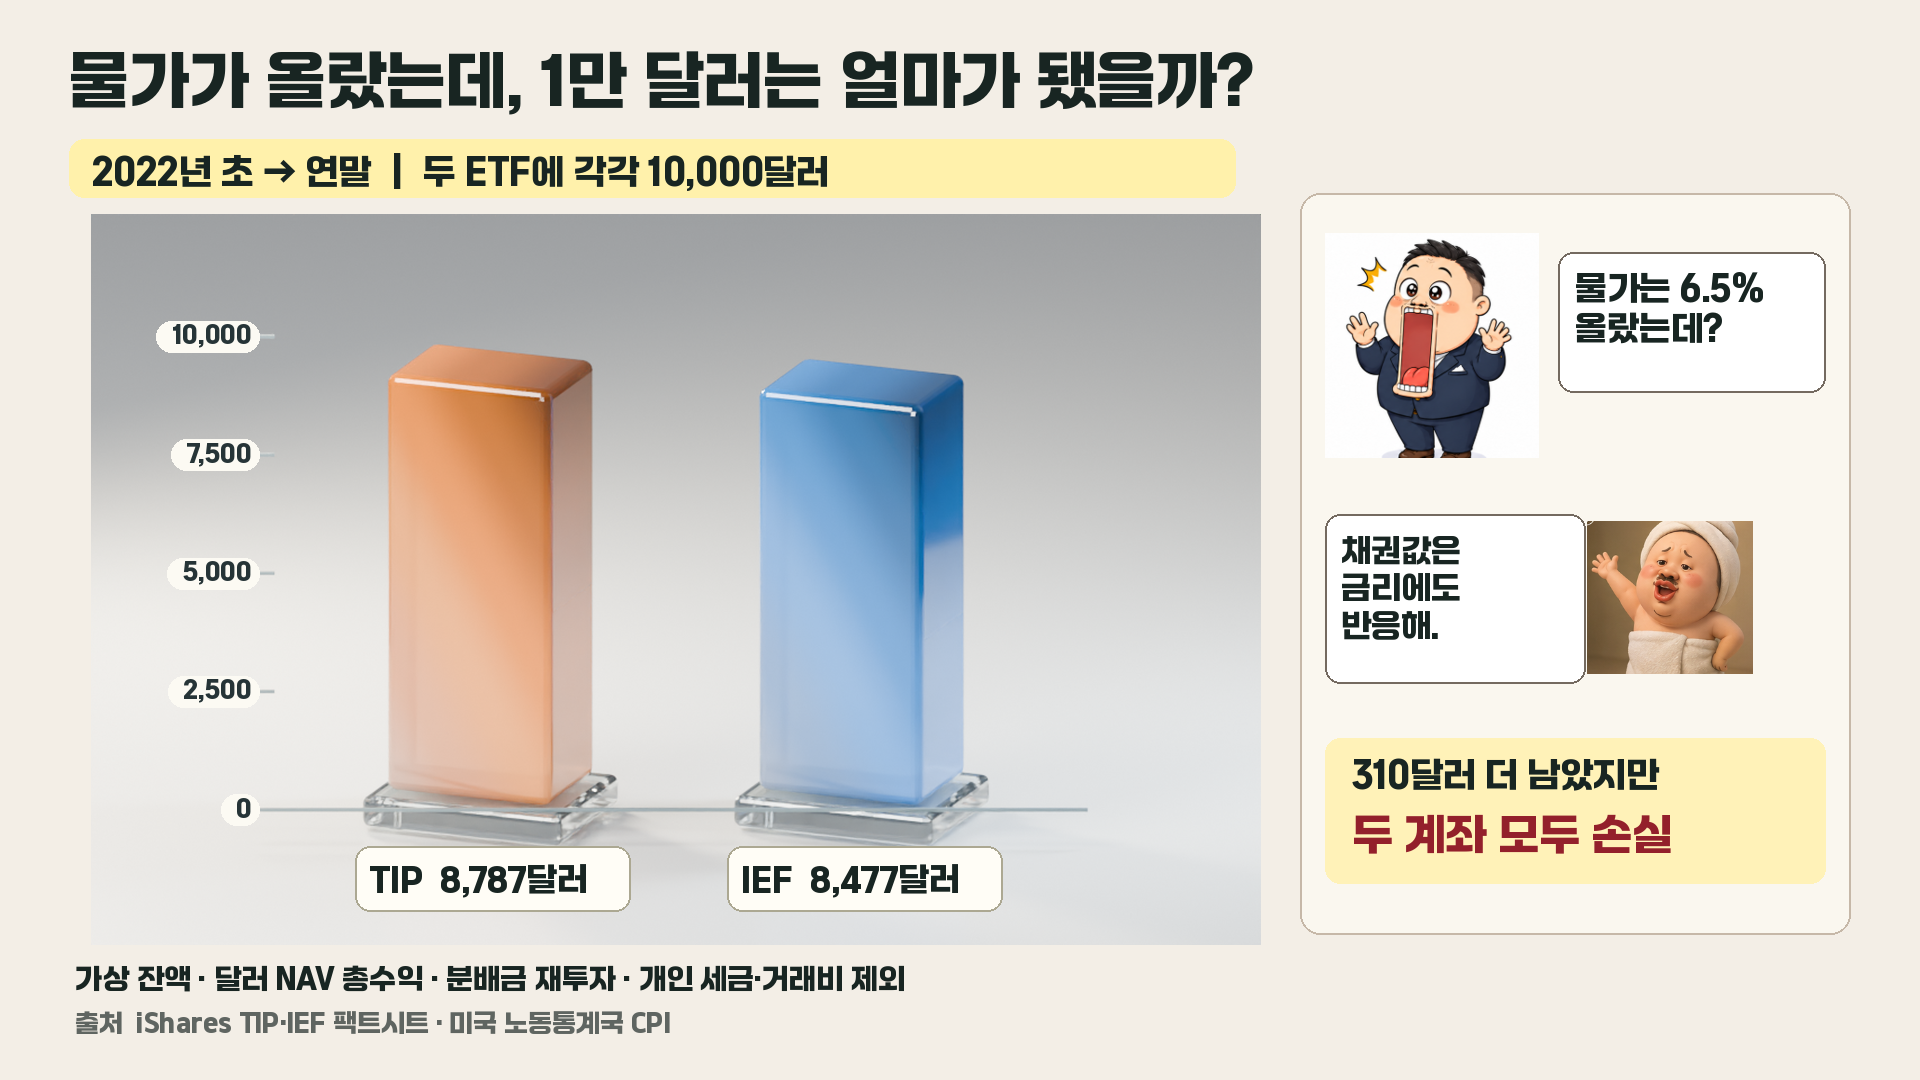 물가가 올랐는데, 1만 달러는 얼마가 됐을까?
2022년 초 → 연말 | 두 ETF에 각각 10,000달러
10,000
7,500
5,000
2,500
0
TIP 8,787달러
IEF 8,477달러
물가는 6.5%
올랐는데?
채권값은
금리에도
반응해.
310달러 더 남았지만
두 계좌 모두 손실
가상 잔액 · 달러 NAV 총수익 · 분배금 재투자 · 개인 세금·거래비 제외
출처 iShares TIP·IEF 팩트시트 · 미국 노동통계국 CPI